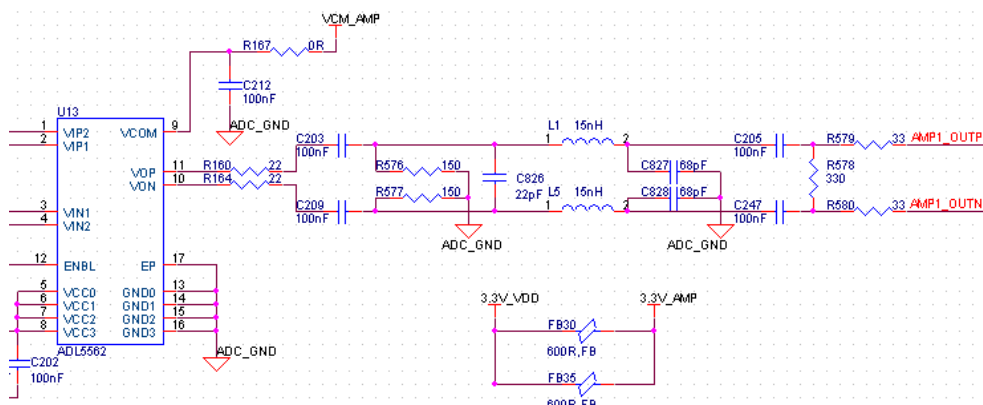 VCM_AMP
R167 0R
C212
100nF
U13
ADC_GND
1 VIP2 VCOM 9
2 VIP1
VOP 11 R160 22
VON 10 R164 22
3 VIN1
4 VIN2
12 ENBL EP 17
5 VCC0 GND0 13
6 VCC1 GND1 14
7 VCC2 GND2 15
8 VCC3 GND3 16
ADL5562
ADC_GND
C202
100nF
C203
100nF
C209
100nF
R576 150
R577 150
ADC_GND
C826
22pF
L1 15nH
1 2
L5 15nH
1 2
C827 68pF
C828 68pF
ADC_GND
C205
100nF
C247
100nF
R579 33 AMP1_OUTP
R578
330
R580 33 AMP1_OUTN
3.3V_VDD 3.3V_AMP
FB30
600R,FB
FB35
600R,FB